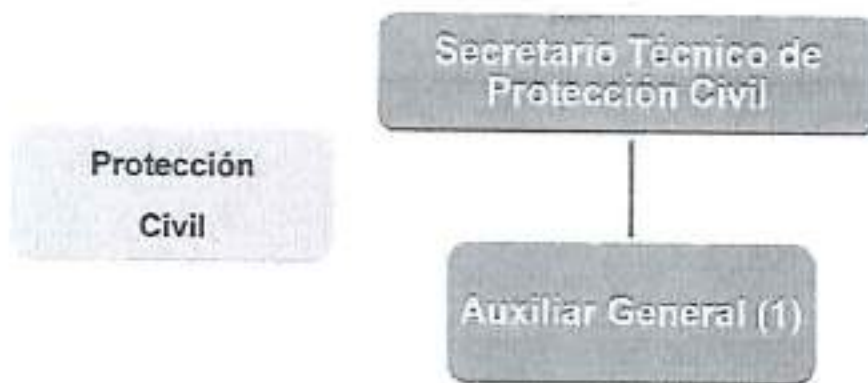 Secretario Técnico de
Protección Civil
Protección
Civil
Auxiliar General (1)